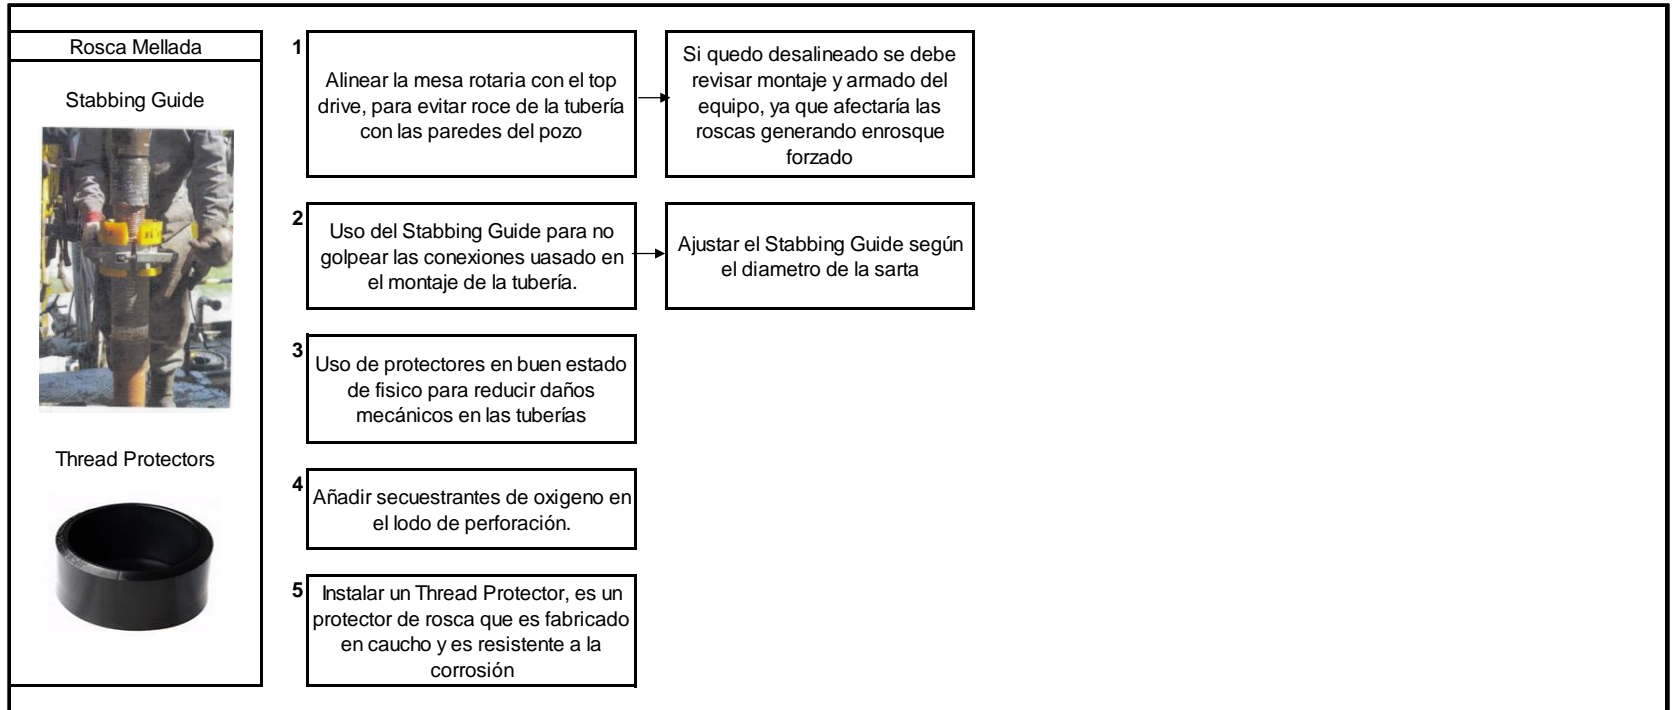 Rosca Mellada
Stabbing Guide
Thread Protectors
1
Alinear la mesa rotaria con el top
drive, para evitar roce de la tubería
con las paredes del pozo
Si quedo desalineado se debe
revisar montaje y armado del
equipo, ya que afectaría las
roscas generando enrosque
forzado
2
Uso del Stabbing Guide para no
golpear las conexiones uasado en
el montaje de la tubería.
Ajustar el Stabbing Guide según
el diametro de la sarta
3
Uso de protectores en buen estado
de fisico para reducir daños
mecánicos en las tuberías
4
Añadir secuestrantes de oxigeno en
el lodo de perforación.
5
Instalar un Thread Protector, es un
protector de rosca que es fabricado
en caucho y es resistente a la
corrosión